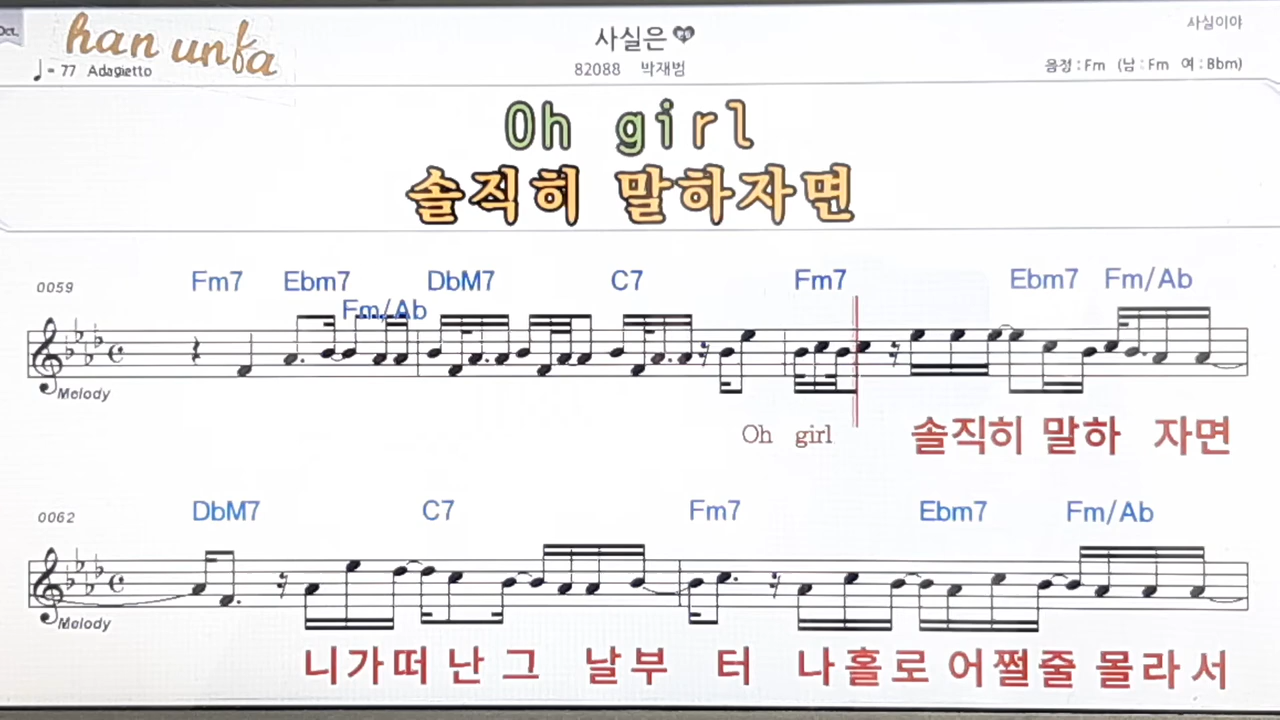 Oct.
han unfa
♩= 77 Adagietto
사실은♥
82088 박재범
사실이야
음정 : Fm (남 : Fm 여 : Bbm)
Oh girl
솔직히 말하자면
0059
Fm7 Ebm7 Fm/Ab DbM7 C7 Fm7 Ebm7 Fm/Ab
Melody
Oh girl 솔직히 말하 자면
0062
DbM7 C7 Fm7 Ebm7 Fm/Ab
Melody
니가떠 난그 날부 터 나홀로 어쩔줄 몰라서